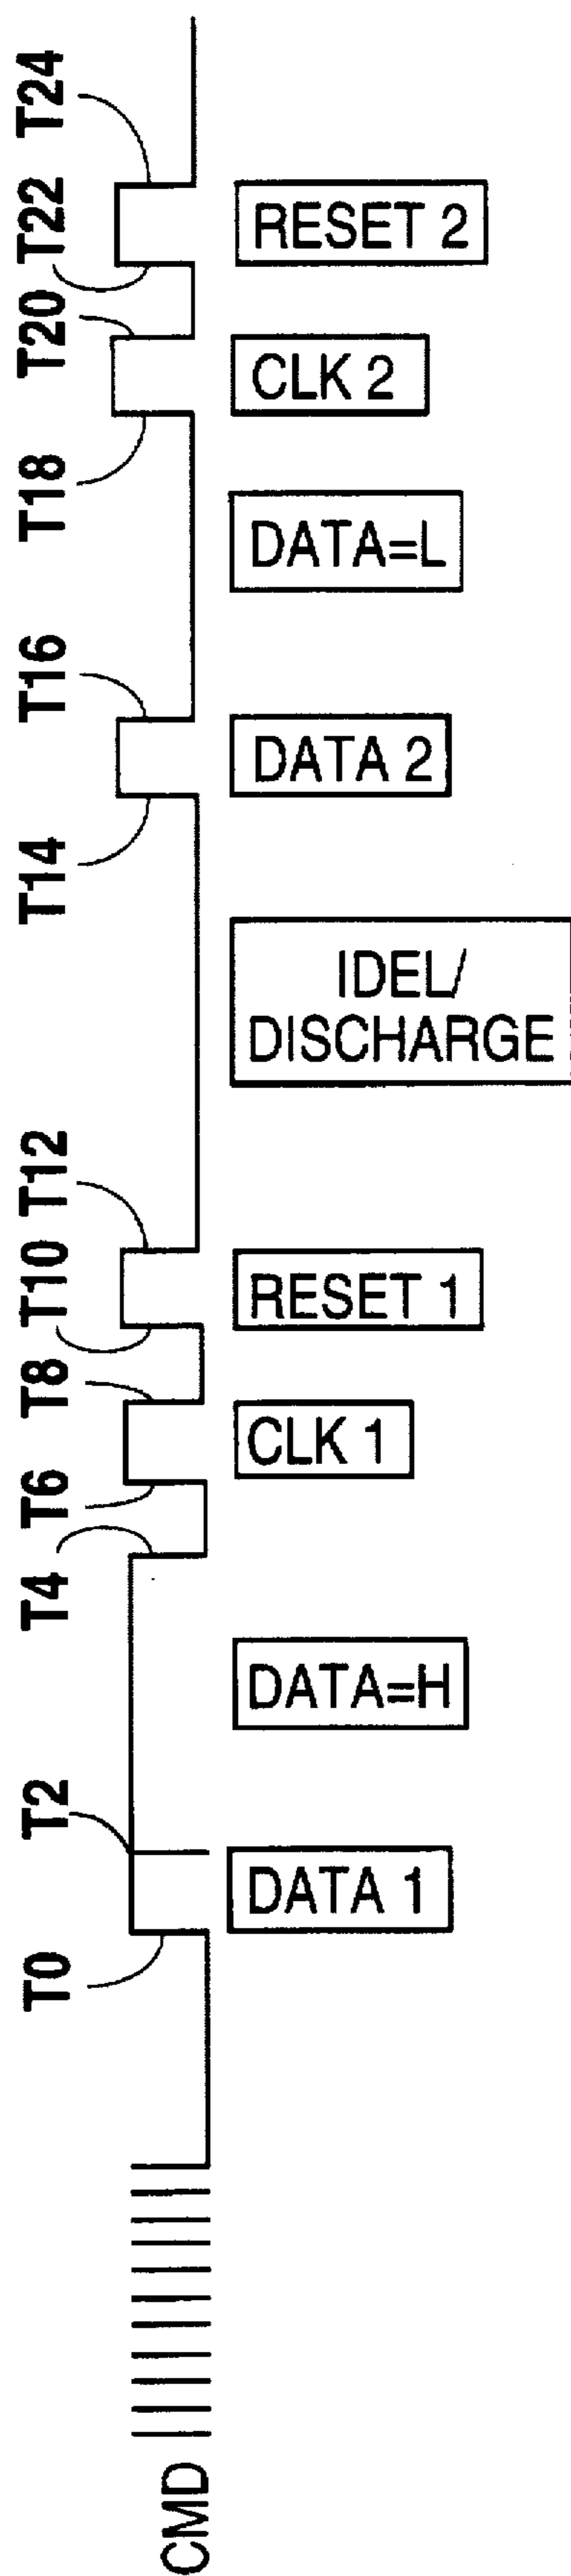 T0
T2
T4
T6
T8
T10
T12
T14
T16
T18
T20
T22
T24
CMD
DATA 1
DATA=H
CLK 1
RESET 1
IDEL/
DISCHARGE
DATA 2
DATA=L
CLK 2
RESET 2